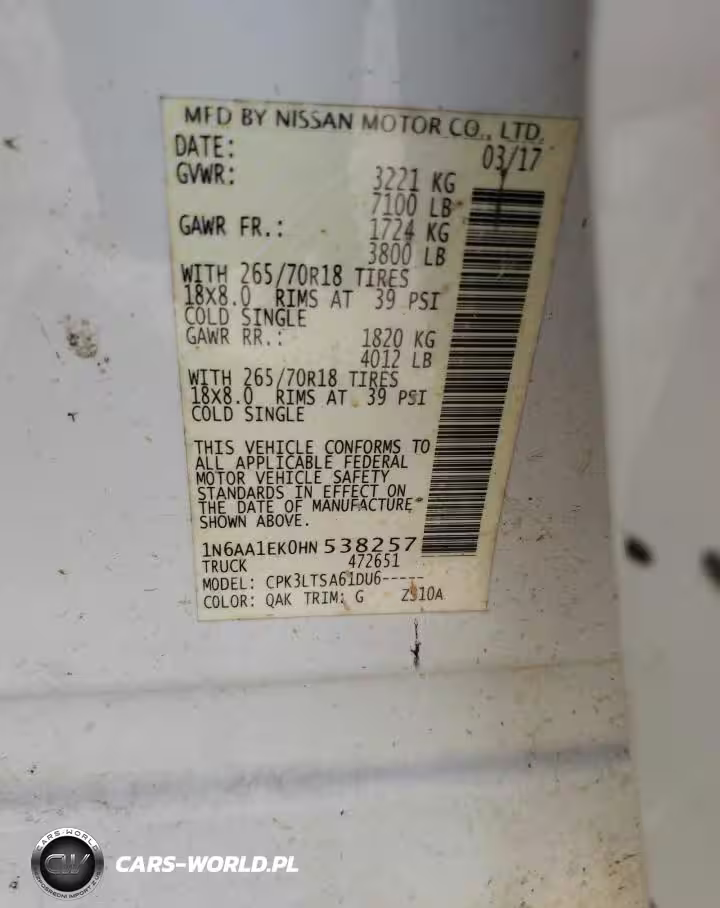 MFD BY NISSAN MOTOR CO., LTD.
DATE: 03/17
GVWR: 3221 KG
7100 LB
GAWR FR.: 1724 KG
3800 LB
WITH 265/70R18 TIRES
18X8.0 RIMS AT 39 PSI
COLD SINGLE
GAWR RR.: 1820 KG
4012 LB
WITH 265/70R18 TIRES
18X8.0 RIMS AT 39 PSI
COLD SINGLE
THIS VEHICLE CONFORMS TO
ALL APPLICABLE FEDERAL
MOTOR VEHICLE SAFETY
STANDARDS IN EFFECT ON
THE DATE OF MANUFACTURE
SHOWN ABOVE.
1N6AA1EK0HN 538257
TRUCK 472651
MODEL: CPK3LTSA61DU6-----
COLOR: QAK TRIM: G
CARS-WORLD
CW
CARS-WORLD.PL